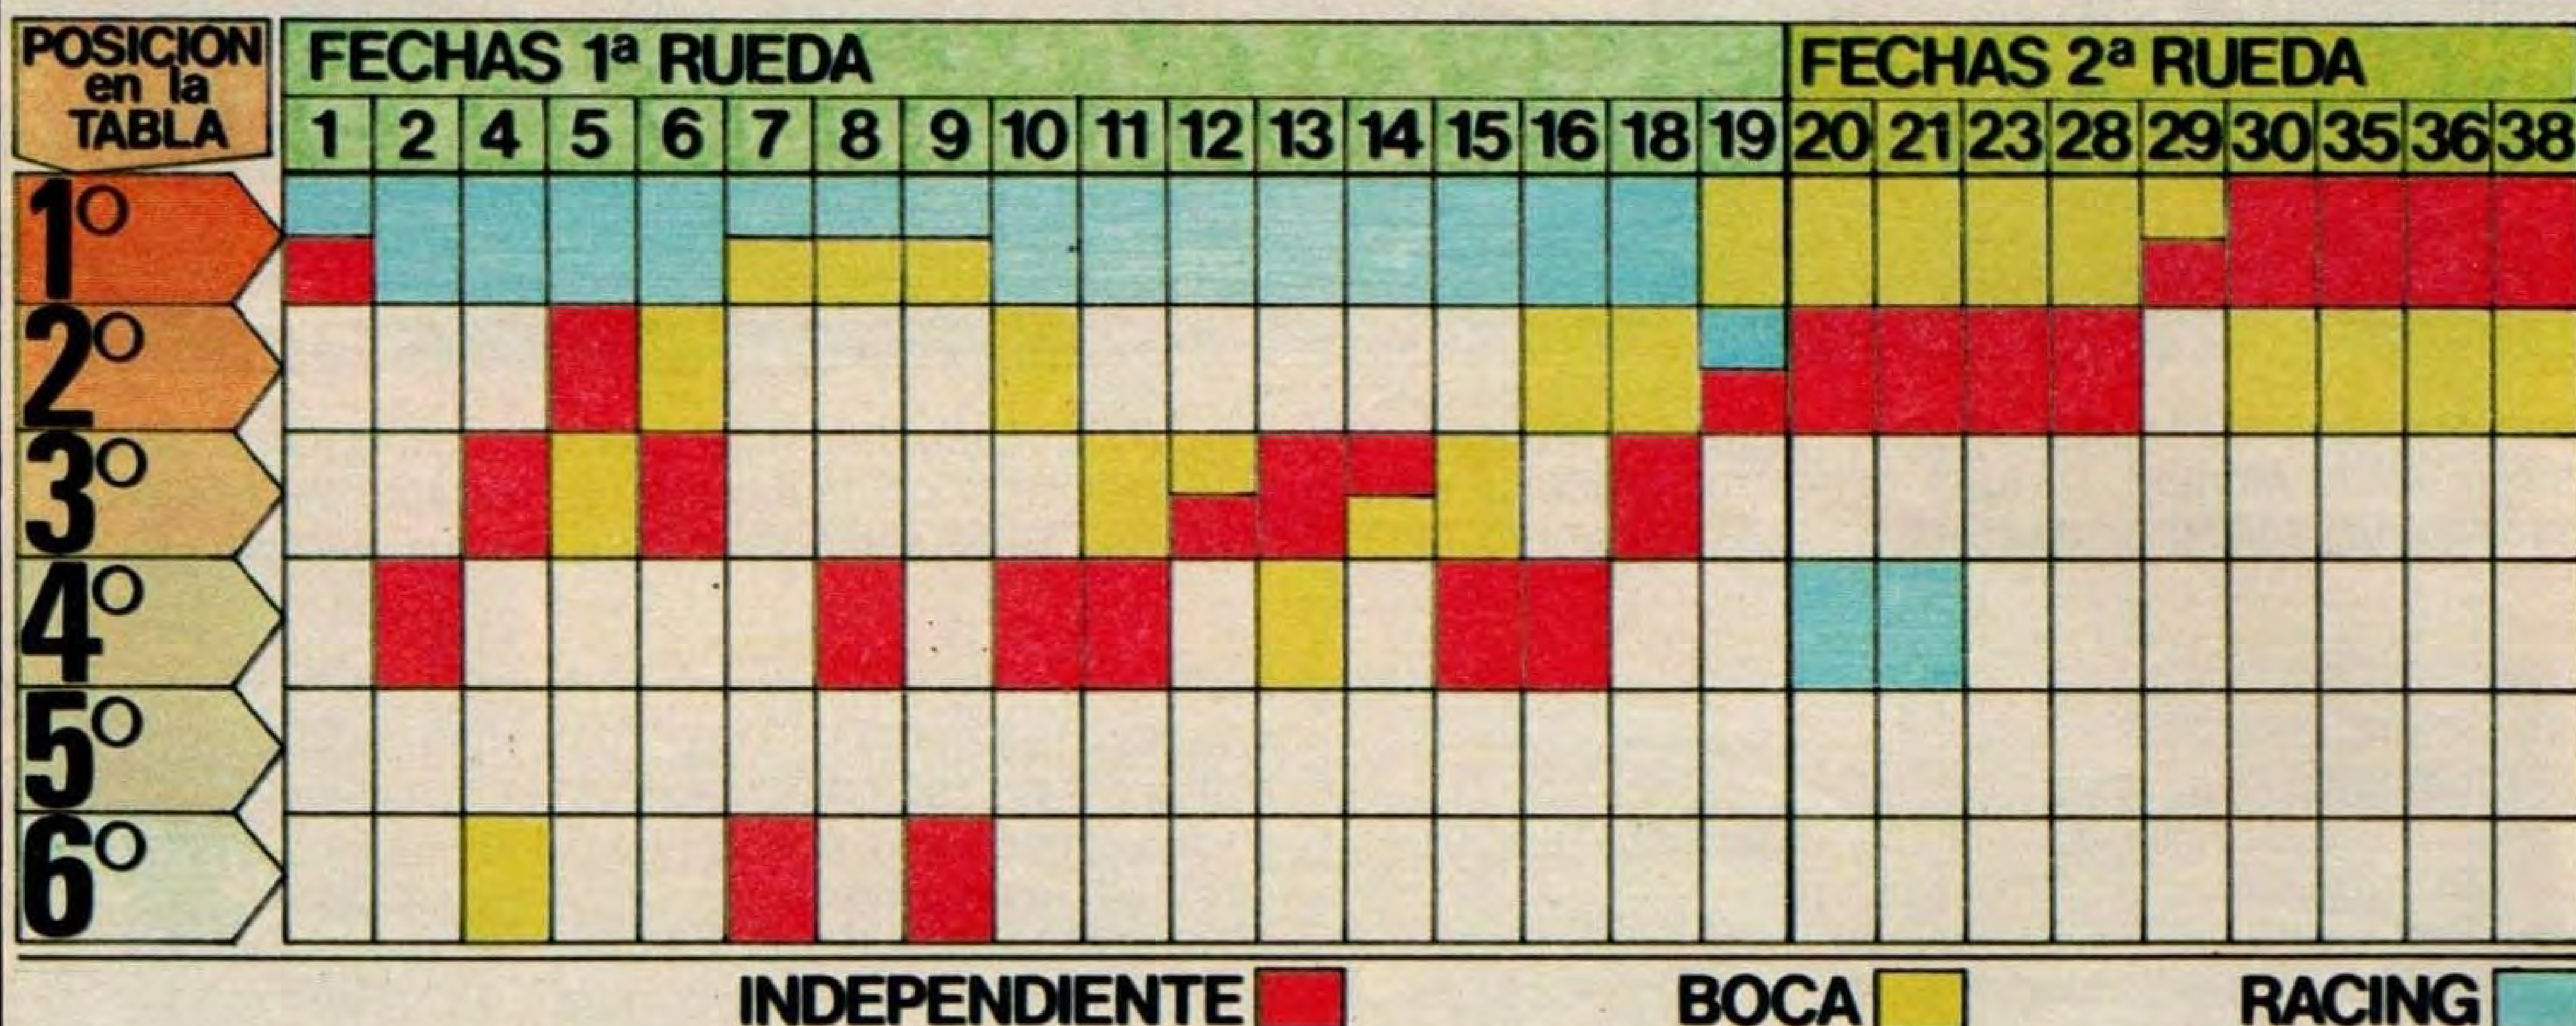 POSICION
en la
TABLA
FECHAS 1ª RUEDA
FECHAS 2ª RUEDA
1 2 4 5 6 7 8 9 10 11 12 13 14 15 16 18 19 20 21 23 28 29 30 35 36 38
1º
2º
3º
4º
5º
6º
INDEPENDIENTE BOCA RACING